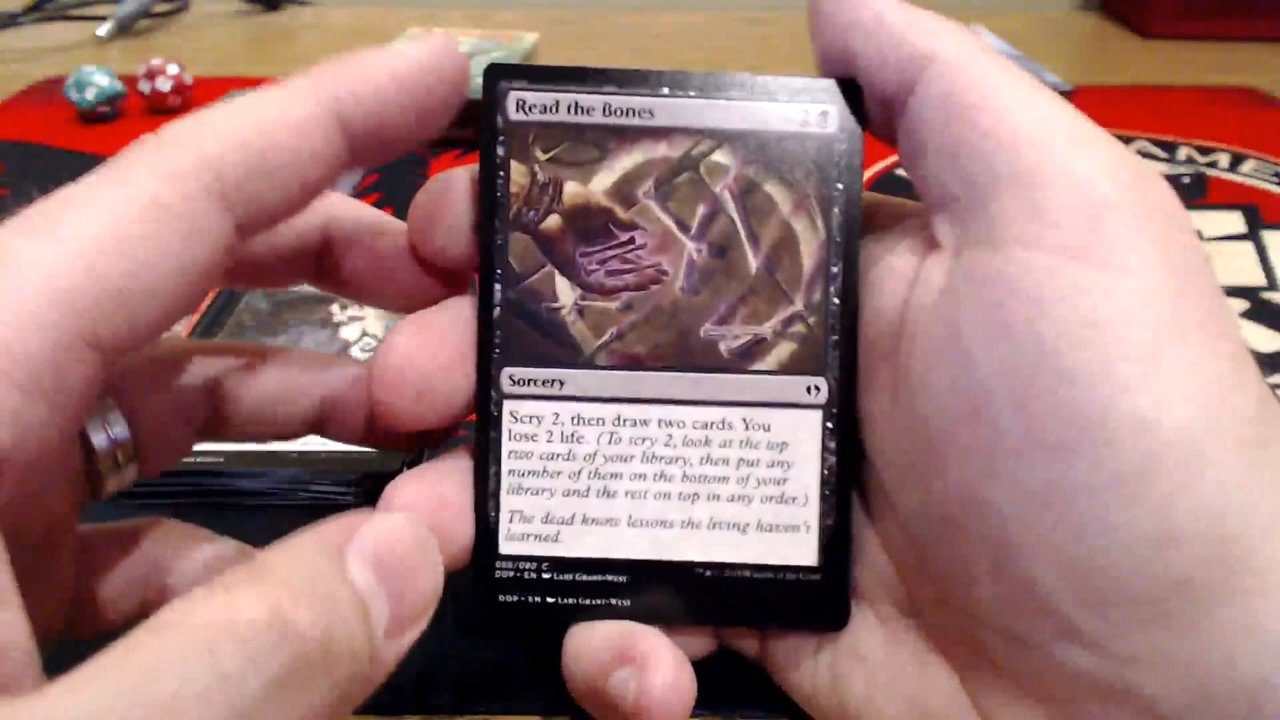 Read the Bones
Sorcery
Scry 2, then draw two cards. You
lose 2 life. (To scry 2, look at the top
two cards of your library, then put any
number of them on the bottom of your
library and the rest on top in any order.)
The dead know lessons the living haven't
learned.
C
DDP • EN Lars Grant-West
DDP • EN Lars Grant-West
GAME